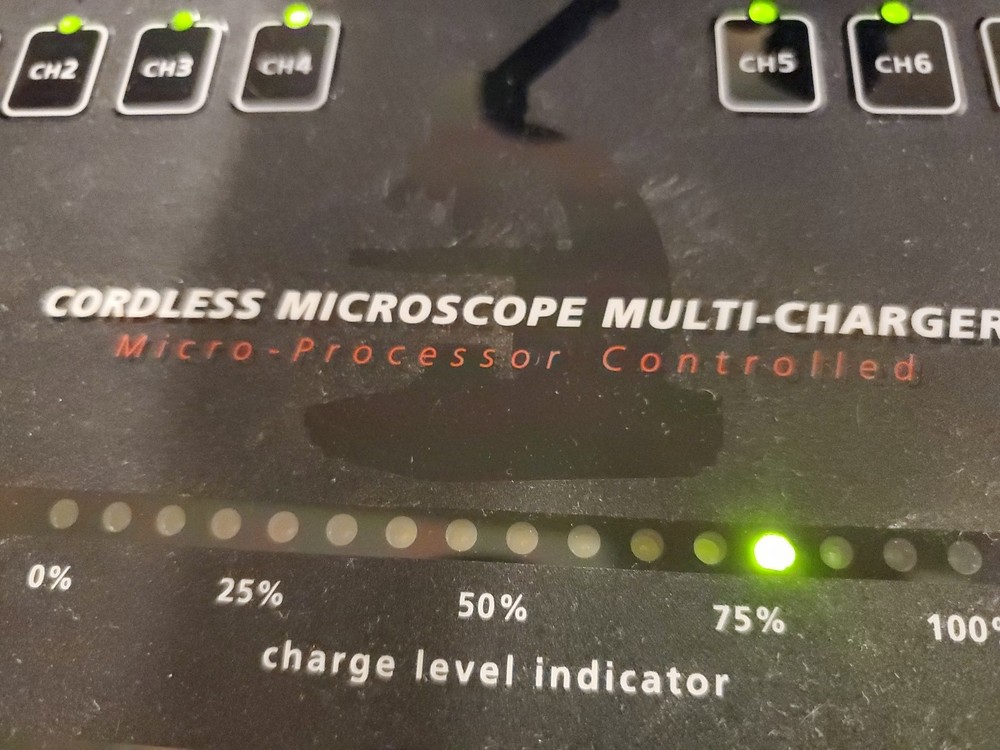 CH2 CH3 CH4 CH5 CH6
CORDLESS MICROSCOPE MULTI-CHARGER
Micro-Processor Controlled
0% 25% 50% 75% 100%
charge level indicator